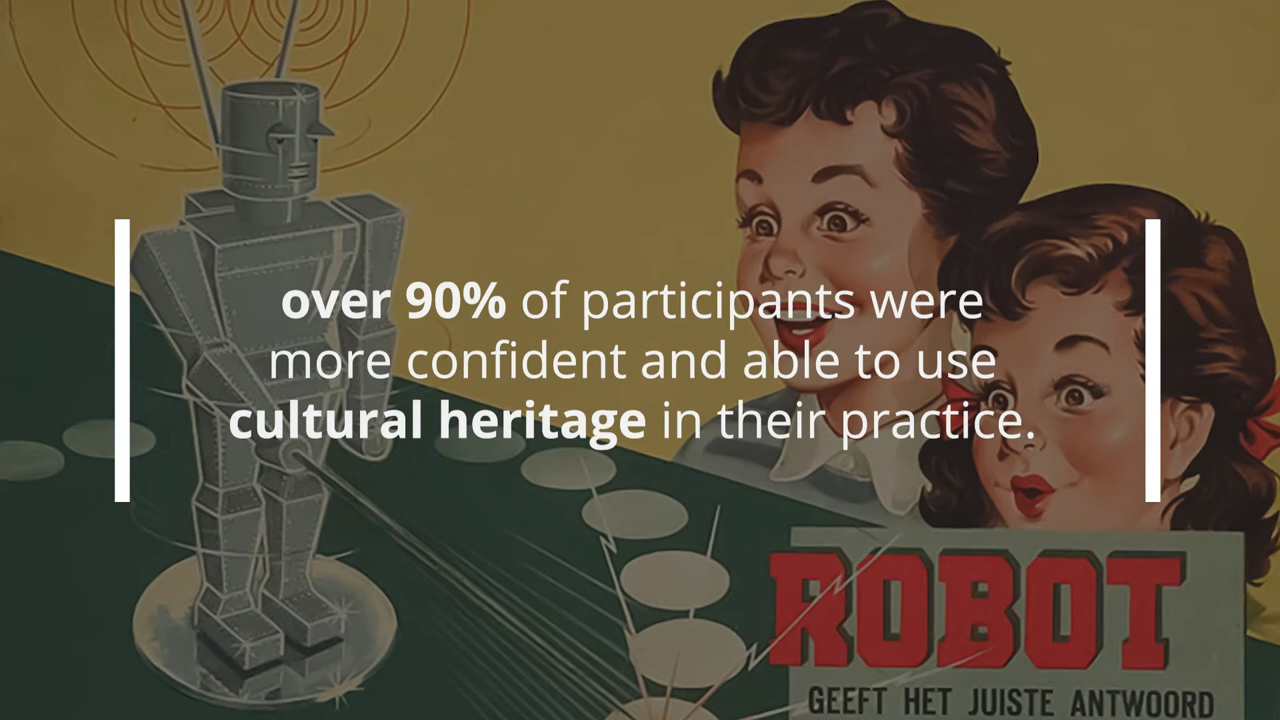 over 90% of participants were
more confident and able to use
cultural heritage in their practice.
ROBOT
GEEFT HET JUISTE ANTWOORD